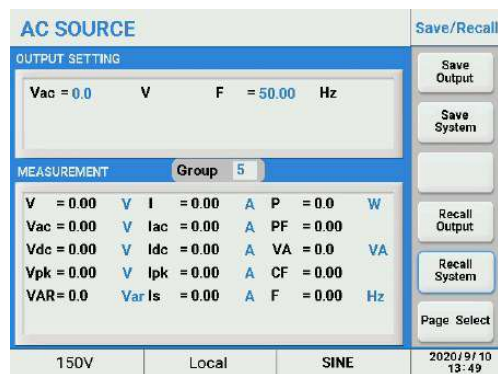 AC SOURCE
Save/Recall
OUTPUT SETTING
Vac = 0.0 V F = 50.00 Hz
Save
Output
Save
System
MEASUREMENT Group 5
V = 0.00 V I = 0.00 A P = 0.0 W
Vac = 0.00 V Iac = 0.00 A PF = 0.00
Vdc = 0.00 V Idc = 0.00 A VA = 0.0 VA
Vpk = 0.00 V Ipk = 0.00 A CF = 0.00
VAR = 0.0 Var Is = 0.00 A F = 0.00 Hz
Recall
Output
Recall
System
Page Select
150V Local SINE
2020/9/10
13:49